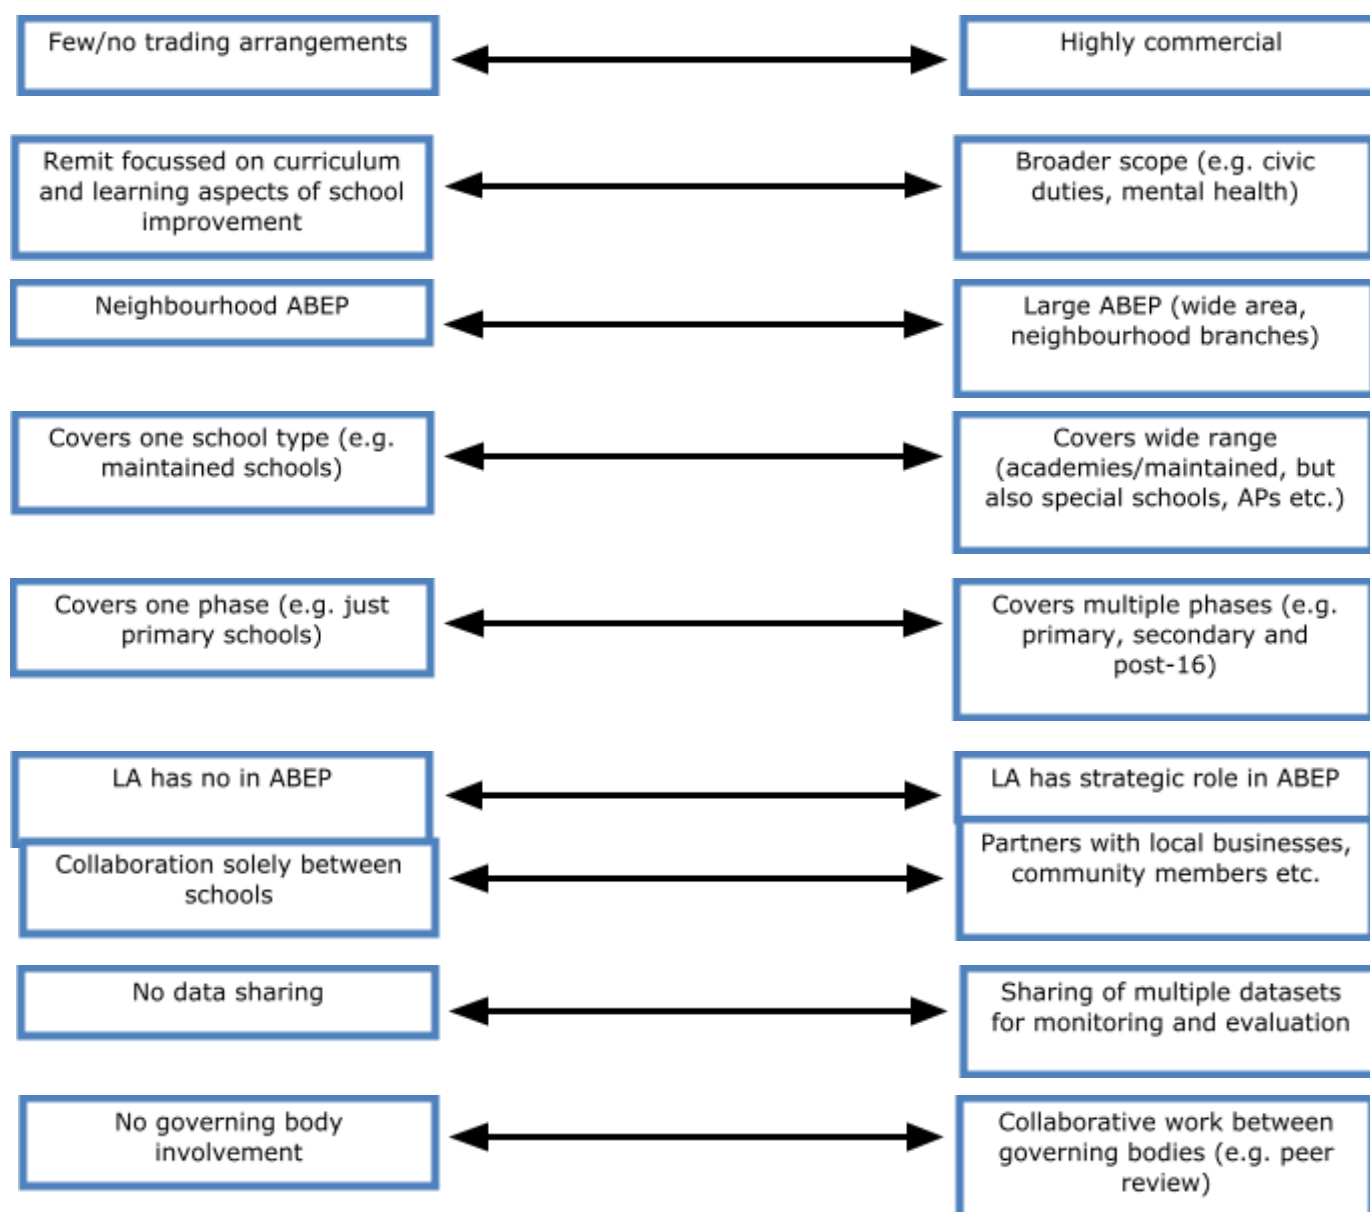 Few/no trading arrangements
Highly commercial
Remit focussed on curriculum
and learning aspects of school
improvement
Broader scope (e.g. civic
duties, mental health)
Neighbourhood ABEP
Large ABEP (wide area,
neighbourhood branches)
Covers one school type (e.g.
maintained schools)
Covers wide range
(academies/maintained, but
also special schools, APs etc.)
Covers one phase (e.g. just
primary schools)
Covers multiple phases (e.g.
primary, secondary and
post-16)
LA has no in ABEP
LA has strategic role in ABEP
Collaboration solely between
schools
Partners with local businesses,
community members etc.
No data sharing
Sharing of multiple datasets
for monitoring and evaluation
No governing body
involvement
Collaborative work between
governing bodies (e.g. peer
review)